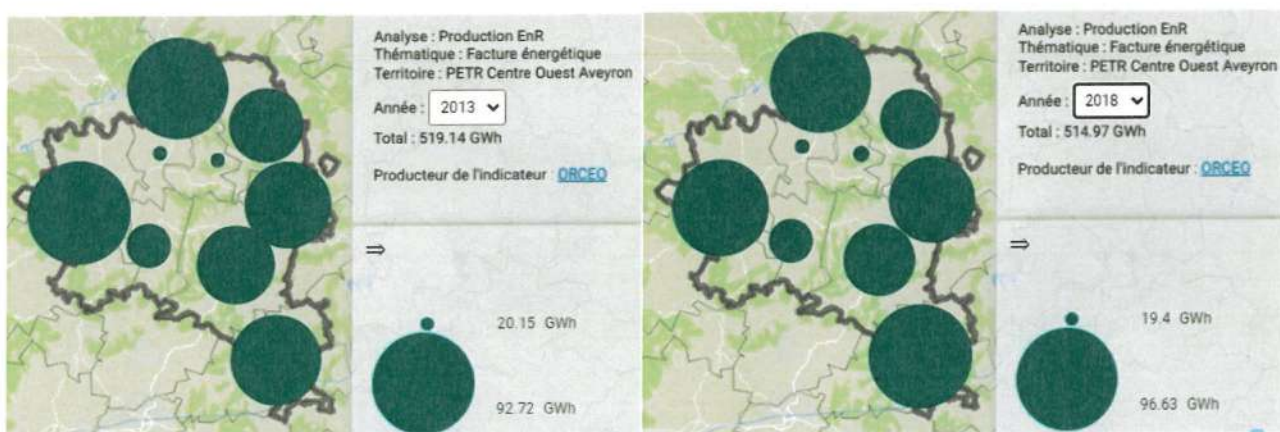 Analyse : Production EnR
Thématique : Facture énergétique
Territoire : PETR Centre Ouest Aveyron
Année : 2013
Total : 519.14 GWh
Producteur de l'indicateur : ORCEO
⇒
20.15 GWh
92.72 GWh
Analyse : Production EnR
Thématique : Facture énergétique
Territoire : PETR Centre Ouest Aveyron
Année : 2018
Total : 514.97 GWh
Producteur de l'indicateur : ORCEO
⇒
19.4 GWh
96.63 GWh